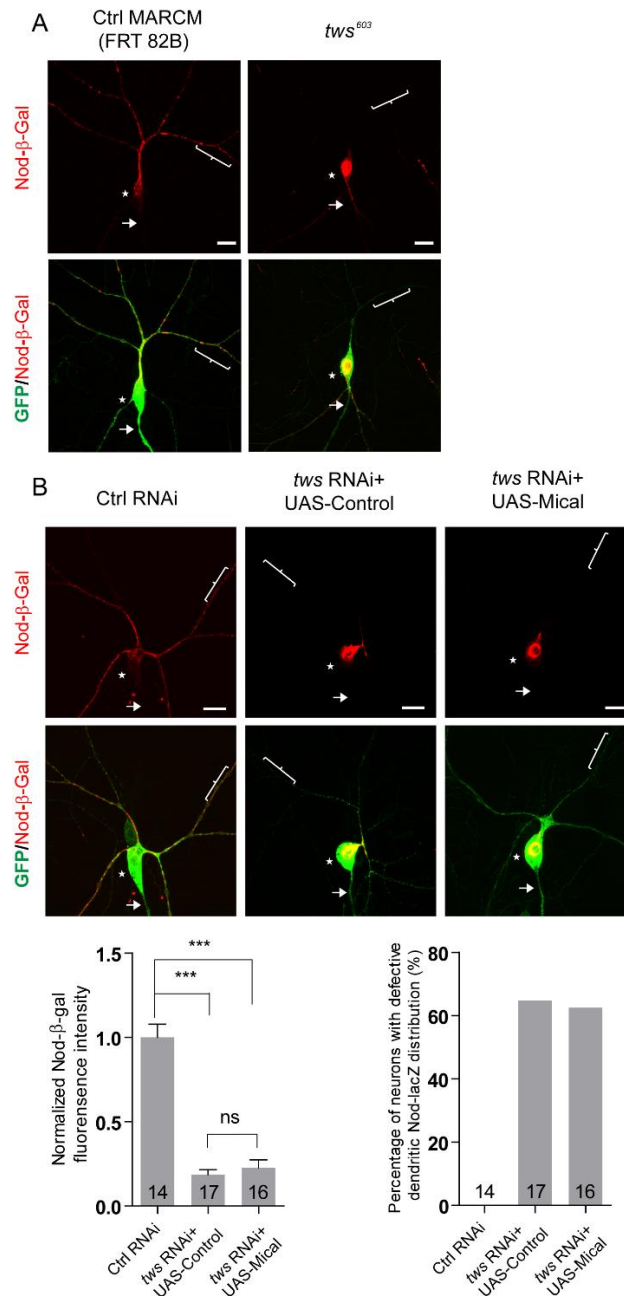 A
Ctrl MARCM
(FRT 82B)
tws⁶⁰³
Nod-β-Gal
GFP/Nod-β-Gal
B
Ctrl RNAi
tws RNAi+
UAS-Control
tws RNAi+
UAS-Mical
Nod-β-Gal
GFP/Nod-β-Gal
Normalized Nod-β-gal
fluorensence intensity
1.5
1.0
0.5
0.0
***
***
ns
14
17
16
Ctrl RNAi
tws RNAi+
UAS-Control
tws RNAi+
UAS-Mical
Percentage of neurons with defective
dendritic Nod-lacZ distribution (%)
80
60
40
20
0
14
17
16
Ctrl RNAi
tws RNAi+
UAS-Control
tws RNAi+
UAS-Mical